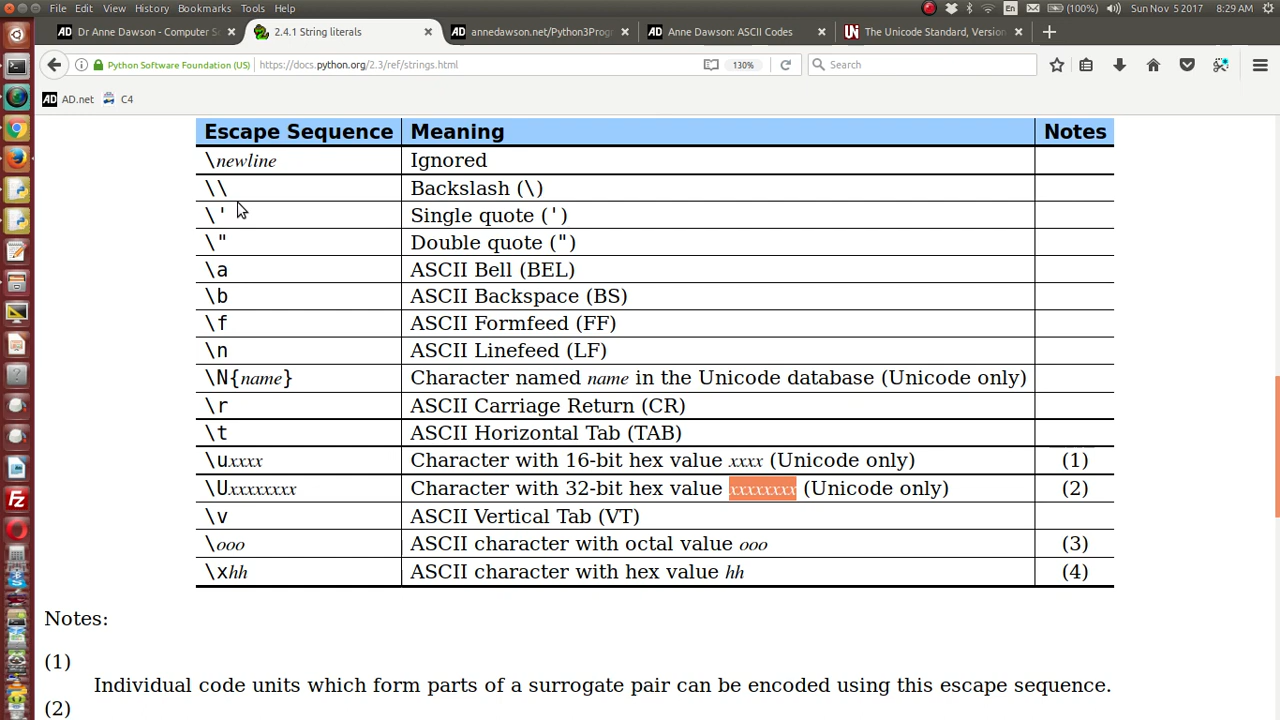 File Edit View History Bookmarks Tools Help En (100%) Sun Nov 5 2017 8:29 AM
AD Dr Anne Dawson - Computer S 2.4.1 String literals AD annedawson.net/Python3Prog AD Anne Dawson: ASCII Codes The Unicode Standard, Version
Python Software Foundation (US) https://docs.python.org/2.3/ref/strings.html 130% Search
AD AD.net C4
Escape Sequence Meaning Notes
\newline Ignored
\\ Backslash (\)
\' Single quote (')
\" Double quote (")
\a ASCII Bell (BEL)
\b ASCII Backspace (BS)
\f ASCII Formfeed (FF)
\n ASCII Linefeed (LF)
\N{name} Character named name in the Unicode database (Unicode only)
\r ASCII Carriage Return (CR)
\t ASCII Horizontal Tab (TAB)
\uxxxx Character with 16-bit hex value xxxx (Unicode only) (1)
\Uxxxxxxxx Character with 32-bit hex value xxxxxxxx (Unicode only) (2)
\v ASCII Vertical Tab (VT)
\ooo ASCII character with octal value ooo (3)
\xhh ASCII character with hex value hh (4)
Notes:
(1)
Individual code units which form parts of a surrogate pair can be encoded using this escape sequence.
(2)